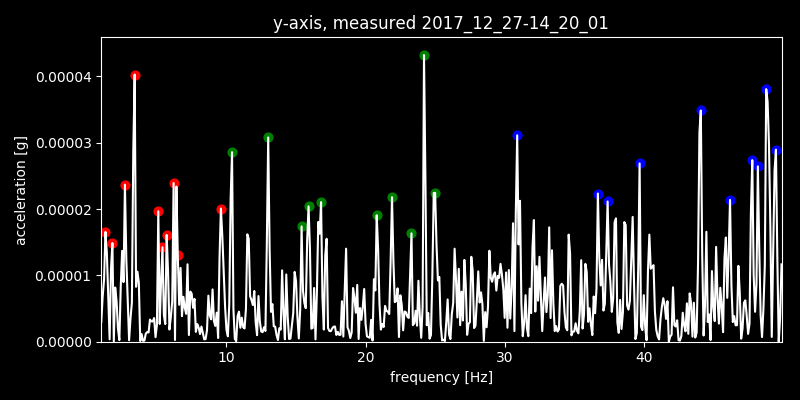 y-axis, measured 2017_12_27-14_20_01
0.00004
0.00003
0.00002
0.00001
0.00000
acceleration [g]
10 20 30 40
frequency [Hz]